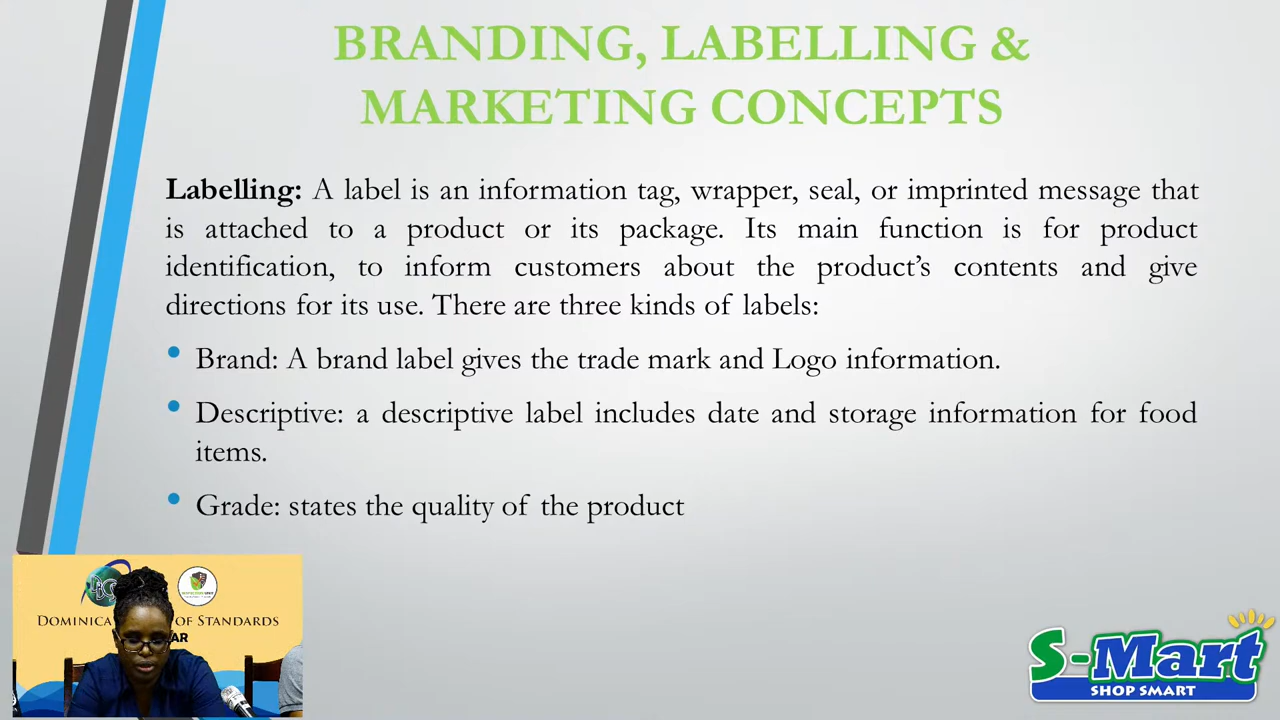 BRANDING, LABELLING &
MARKETING CONCEPTS
Labelling: A label is an information tag, wrapper, seal, or imprinted message that
is attached to a product or its package. Its main function is for product
identification, to inform customers about the product's contents and give
directions for its use. There are three kinds of labels:
• Brand: A brand label gives the trade mark and Logo information.
• Descriptive: a descriptive label includes date and storage information for food
items.
• Grade: states the quality of the product
DOMINICA OF STANDARDS
S-Mart
SHOP SMART